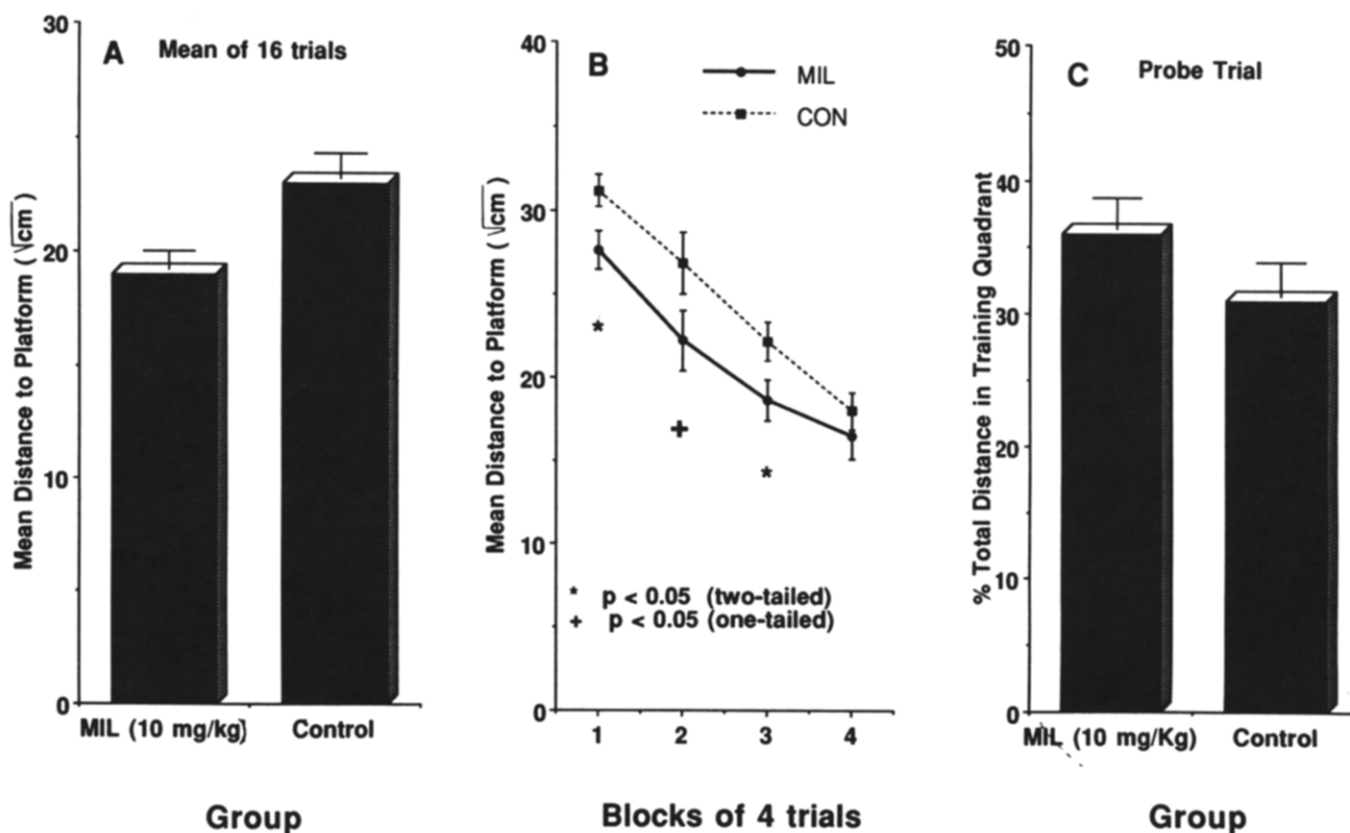 A Mean of 16 trials
30
20
10
0
Mean Distance to Platform (√cm)
MIL (10 mg/kg)
Control
Group
B
MIL
CON
40
30
20
10
0
Mean Distance to Platform (√cm)
*
+
*
* p < 0.05 (two-tailed)
+ p < 0.05 (one-tailed)
1 2 3 4
Blocks of 4 trials
C Probe Trial
50
40
30
20
10
0
% Total Distance in Training Quadrant
MIL (10 mg/Kg)
Control
Group